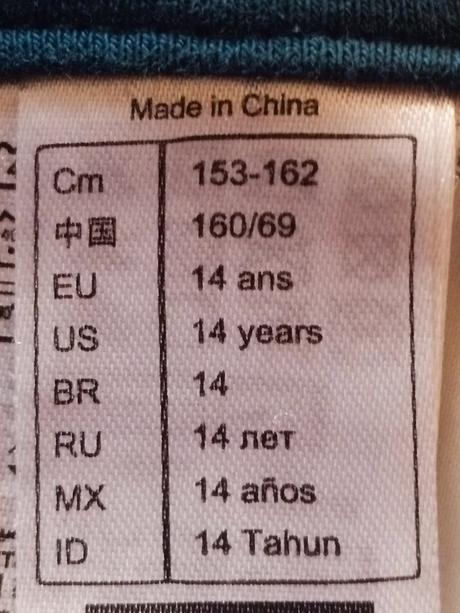 Made in China
Cm 153-162
中国 160/69
EU 14 ans
US 14 years
BR 14
RU 14 лет
MX 14 años
ID 14 Tahun